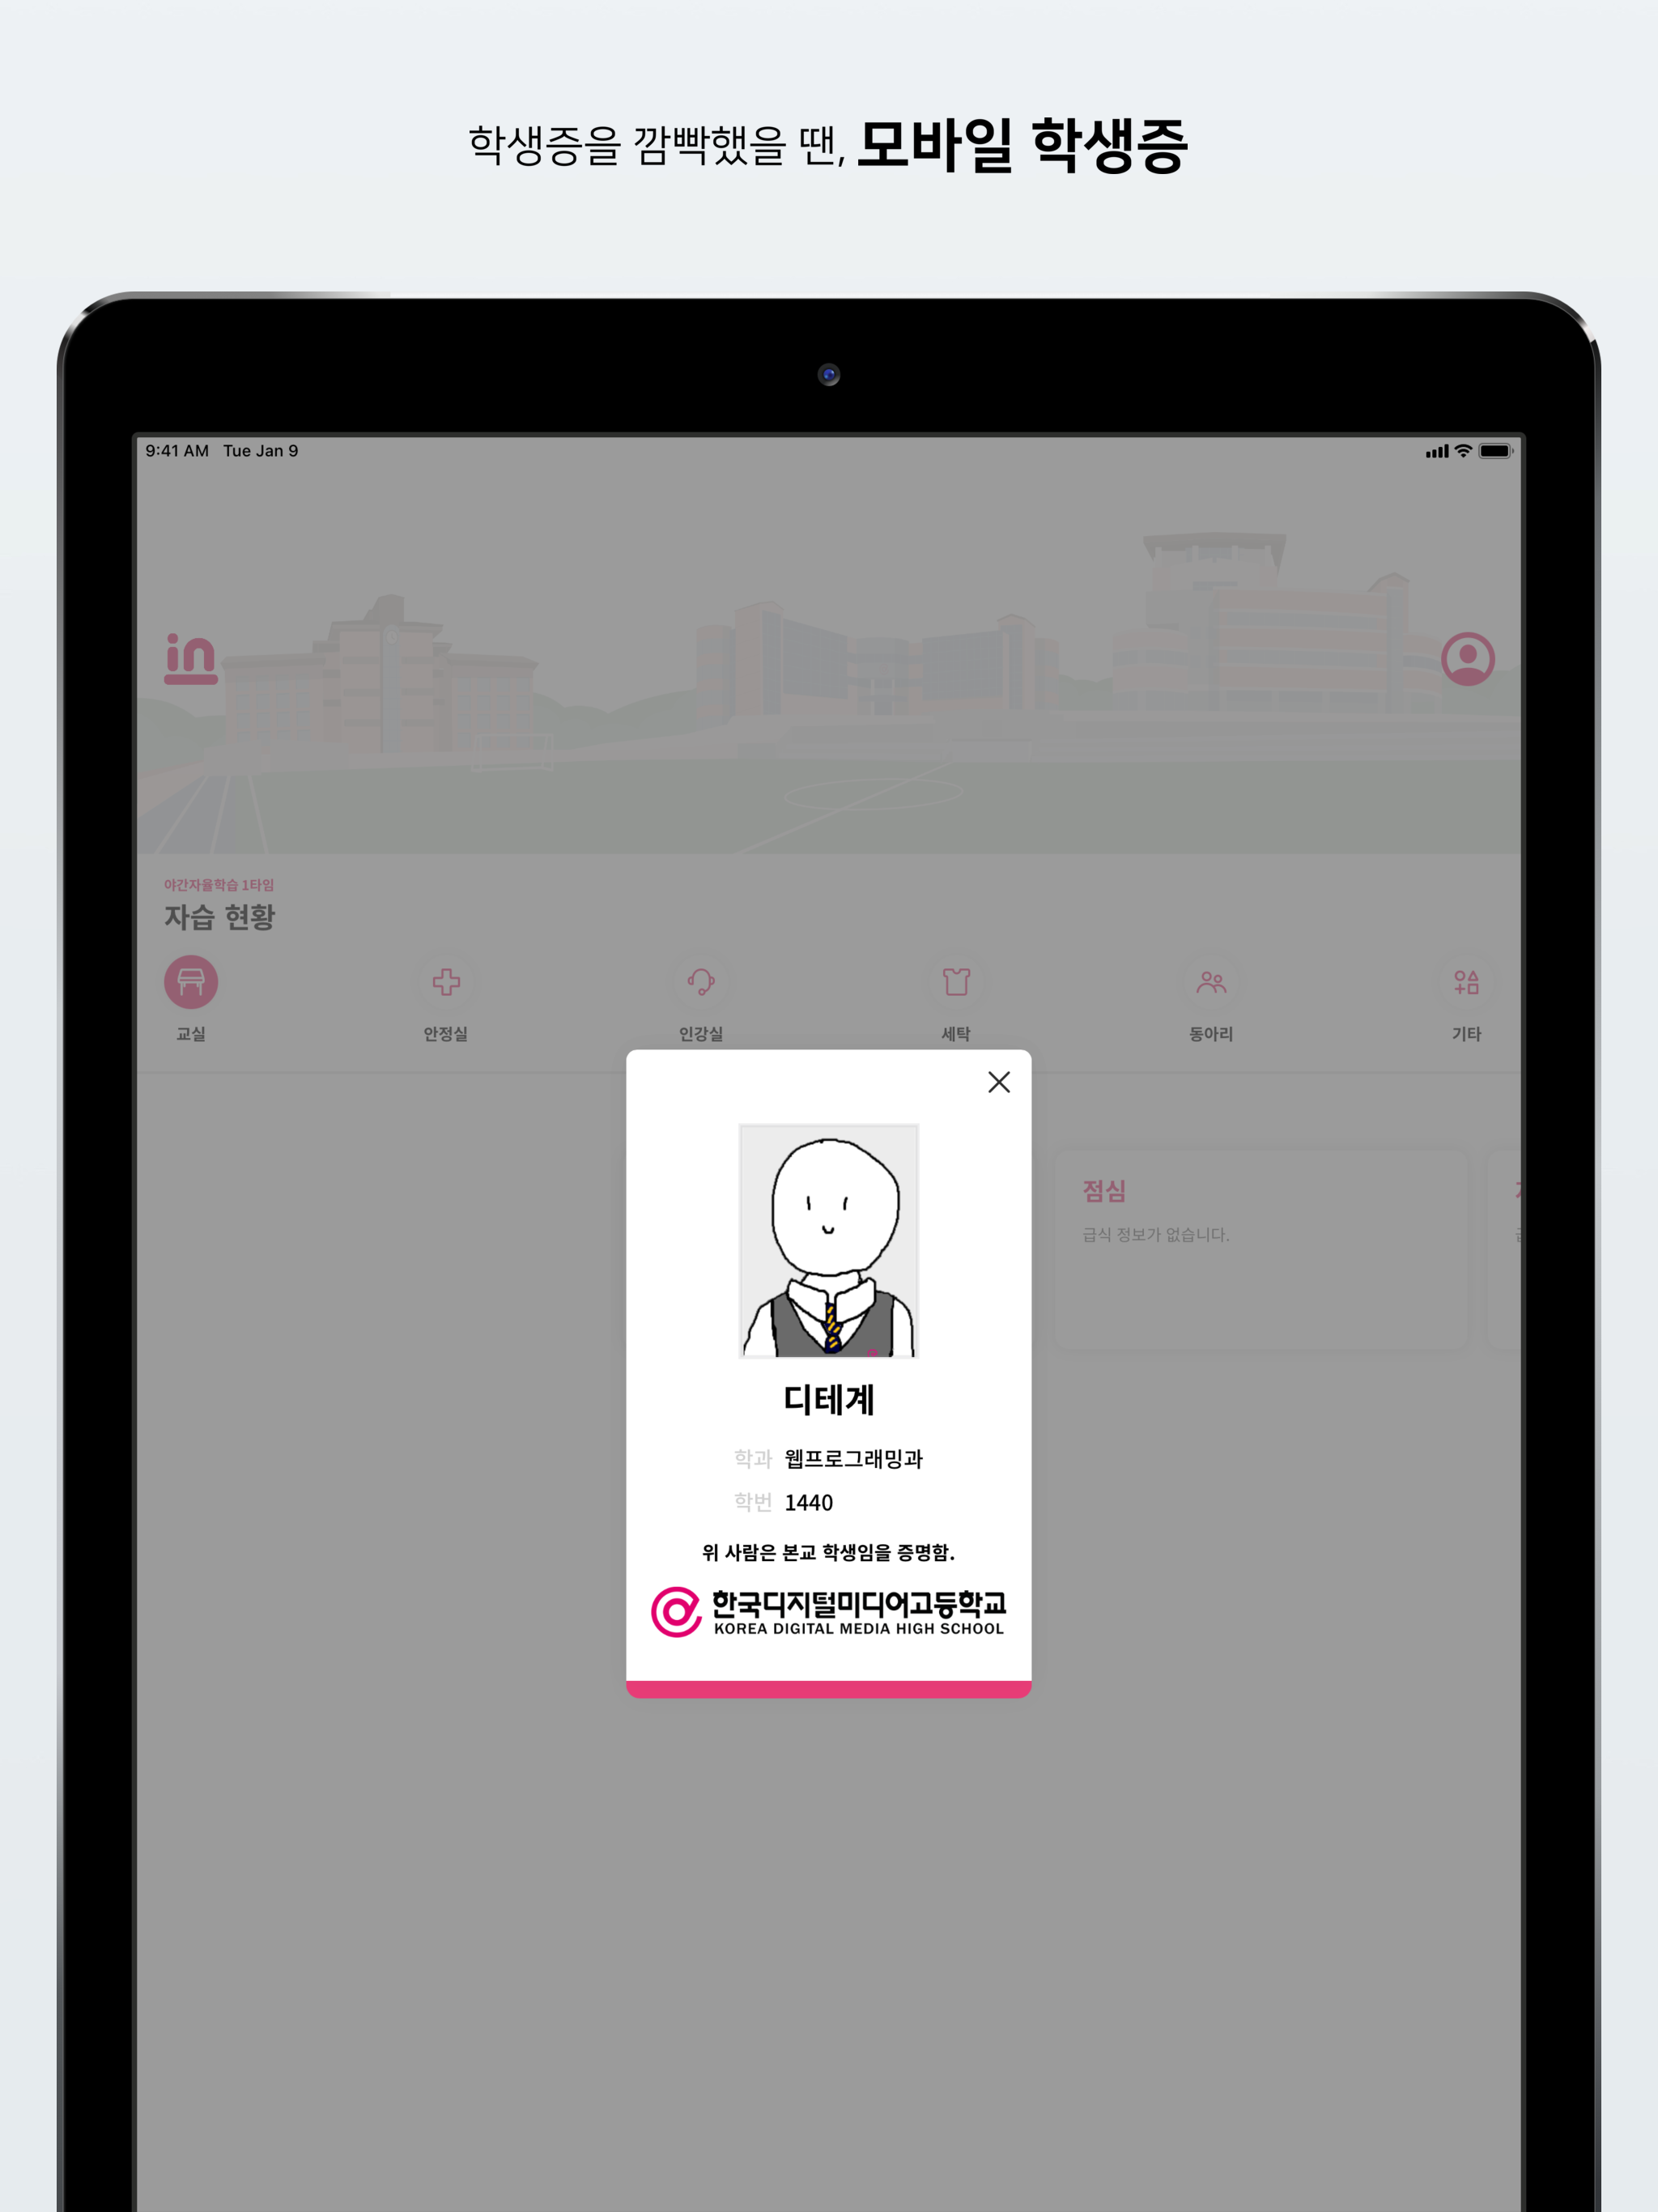 학생증을 깜빡했을 땐, 모바일 학생증
9:41 AM Tue Jan 9
in
야간자율학습 1타임
자습 현황
교실 안정실 인강실 세탁 동아리 기타
점심
급식 정보가 없습니다.
디테계
학과 웹프로그래밍과
학번 1440
위 사람은 본교 학생임을 증명함.
한국디지털미디어고등학교
KOREA DIGITAL MEDIA HIGH SCHOOL